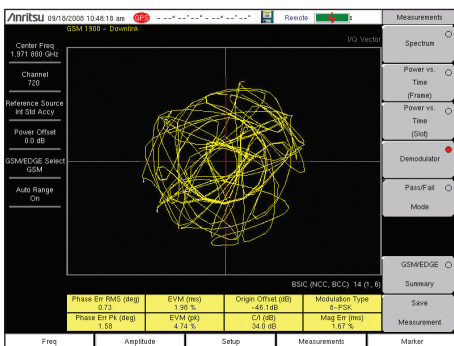 Anritsu 09/18/2008 10:48:16 am GPS Remote Measurements
GSM 1900 - Downlink
I/Q Vector
Center Freq
1.971 800 GHz
Channel
720
Reference Source
Int Std Accy
Power Offset
0.0 dB
GSM/EDGE Select
GSM
Auto Range
On
Spectrum
Power vs.
Time
(Frame)
Power vs.
Time
(Slot)
Demodulator
Pass/Fail
Mode
GSM/EDGE
Summary
Save
Measurement
BSIC (NCC, BCC) 14 (1, 6)
Phase Err RMS (deg) EVM (rms) Origin Offset (dB) Modulation Type
0.73 1.98 % -46.1dB 8-PSK
Phase Err Pk (deg) EVM (pk) C/I (dB) Mag Err (rms)
1.58 4.74 % 34.0 dB 1.67 %
Freq Amplitude Setup Measurements Marker